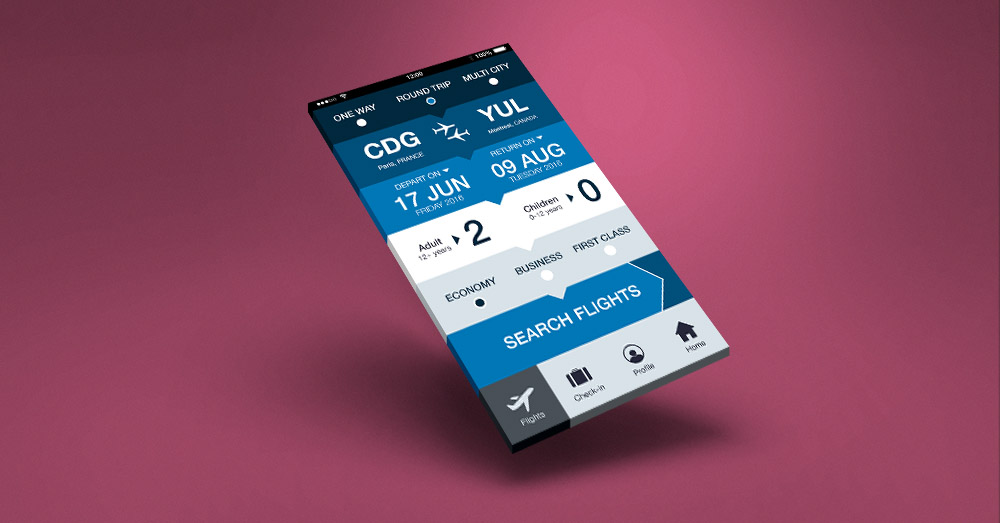 12:00
100%
ONE WAY
ROUND TRIP
MULTI CITY
CDG
Paris, FRANCE
YUL
Montreal, CANADA
DEPART ON
17 JUN
FRIDAY 2016
RETURN ON
09 AUG
TUESDAY 2016
Adult
12+ years
2
Children
0-12 years
0
ECONOMY
BUSINESS
FIRST CLASS
SEARCH FLIGHTS
Flights
Check-in
Profile
Home